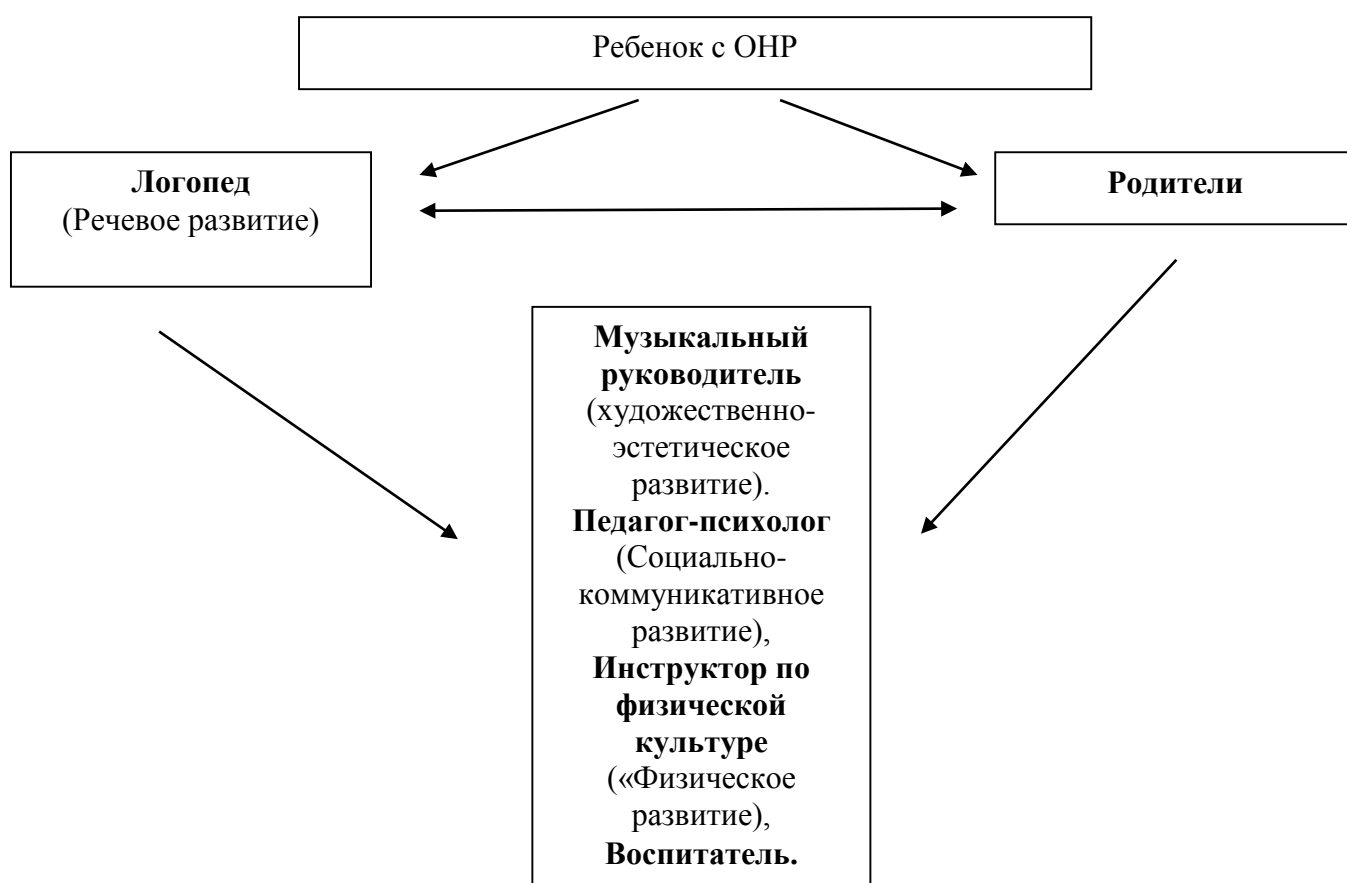 Ребенок с ОНР
Логопед
(Речевое развитие)
Родители
Музыкальный
руководитель
(художественно-
эстетическое
развитие).
Педагог-психолог
(Социально-
коммуникативное
развитие),
Инструктор по
физической
культуре
(«Физическое
развитие),
Воспитатель.